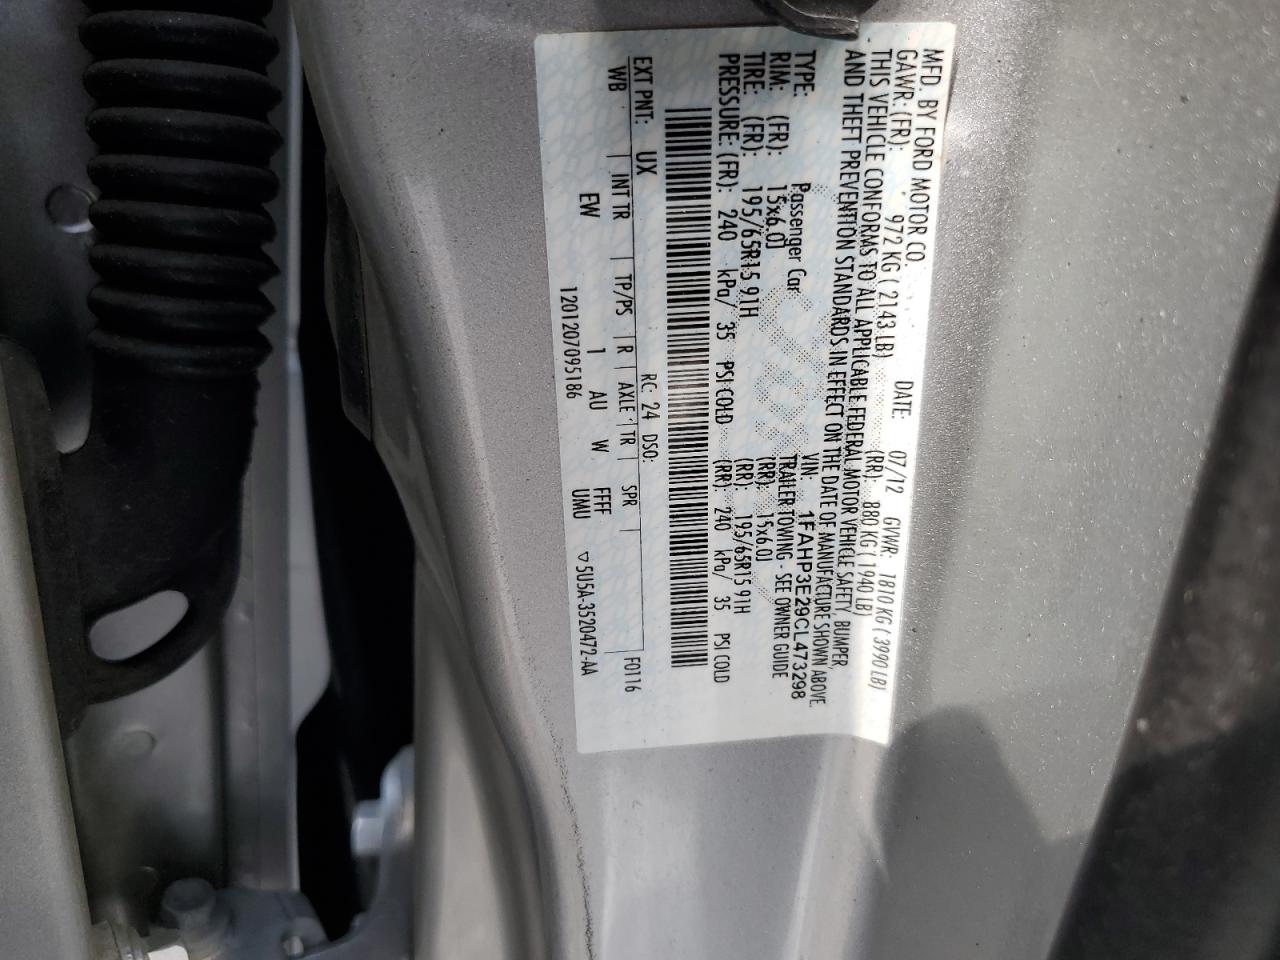 MFD. BY FORD MOTOR CO.
DATE: 07/12 GVWR: 1810 KG ( 3990 LB)
GAWR: (FR): 972 KG ( 2143 LB) (RR): 880 KG ( 1940 LB)
THIS VEHICLE CONFORMS TO ALL APPLICABLE FEDERAL MOTOR VEHICLE SAFETY, BUMPER,
AND THEFT PREVENTION STANDARDS IN EFFECT ON THE DATE OF MANUFACTURE SHOWN ABOVE.
VIN: 1FAHP3E29CL473298
TYPE: Passenger Car TRAILER TOWING - SEE OWNER GUIDE
RIM: (FR): 15x6.0J (RR): 15x6.0J
TIRE: (FR): 195/65R15 91H (RR): 195/65R15 91H
PRESSURE: (FR): 240 kPa/ 35 PSI COLD (RR): 240 kPa/ 35 PSI COLD
EXT PNT: UX RC: 24 DSO: F0116
WB INT TR TP/PS R AXLE TR SPR
EW 1 AU W FFFF
UMU
1201207095186 ▽5U5A-3520472-AA